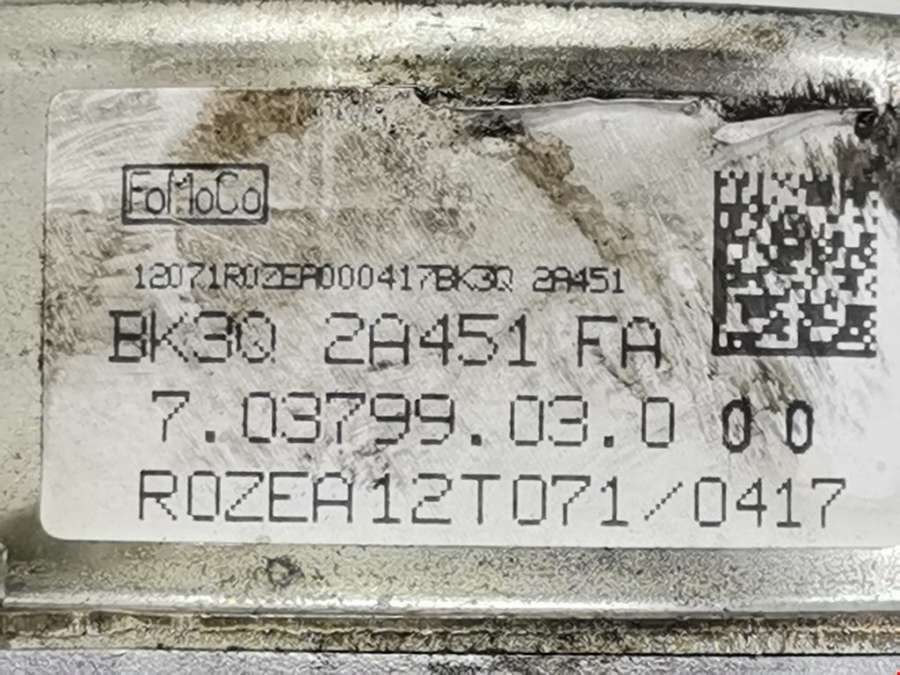 FoMoCo
12071R0ZEA000417BK3Q 2A451
BK3Q 2A451 FA
7.03799.03.0 00
R0ZEA12T071/0417